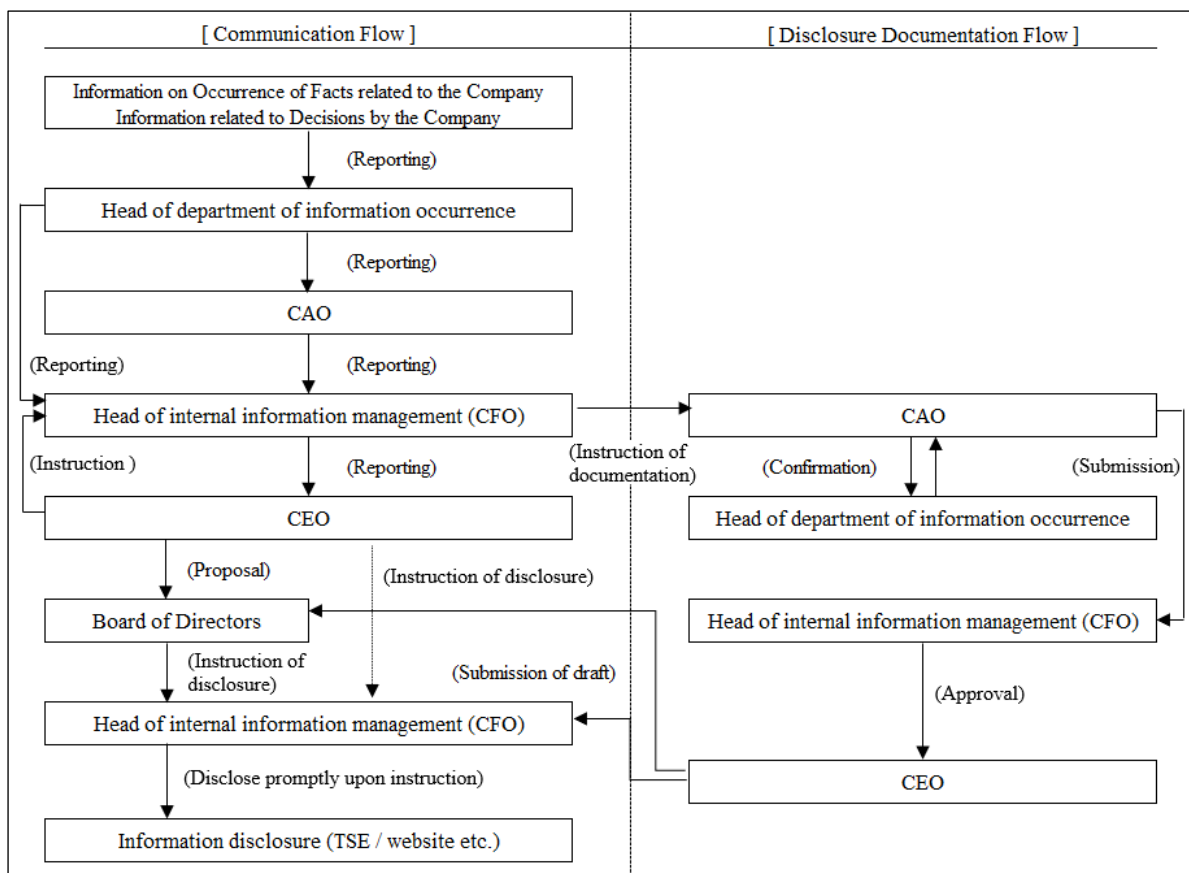 [ Communication Flow ]
[ Disclosure Documentation Flow ]
Information on Occurrence of Facts related to the Company
Information related to Decisions by the Company
(Reporting)
Head of department of information occurrence
(Reporting)
CAO
(Reporting)
(Reporting)
Head of internal information management (CFO)
(Instruction )
(Reporting)
CEO
(Proposal)
(Instruction of disclosure)
Board of Directors
(Instruction of
disclosure)
(Submission of draft)
Head of internal information management (CFO)
(Disclose promptly upon instruction)
Information disclosure (TSE / website etc.)
(Instruction of
documentation)
CAO
(Confirmation)
(Submission)
Head of department of information occurrence
Head of internal information management (CFO)
(Approval)
CEO